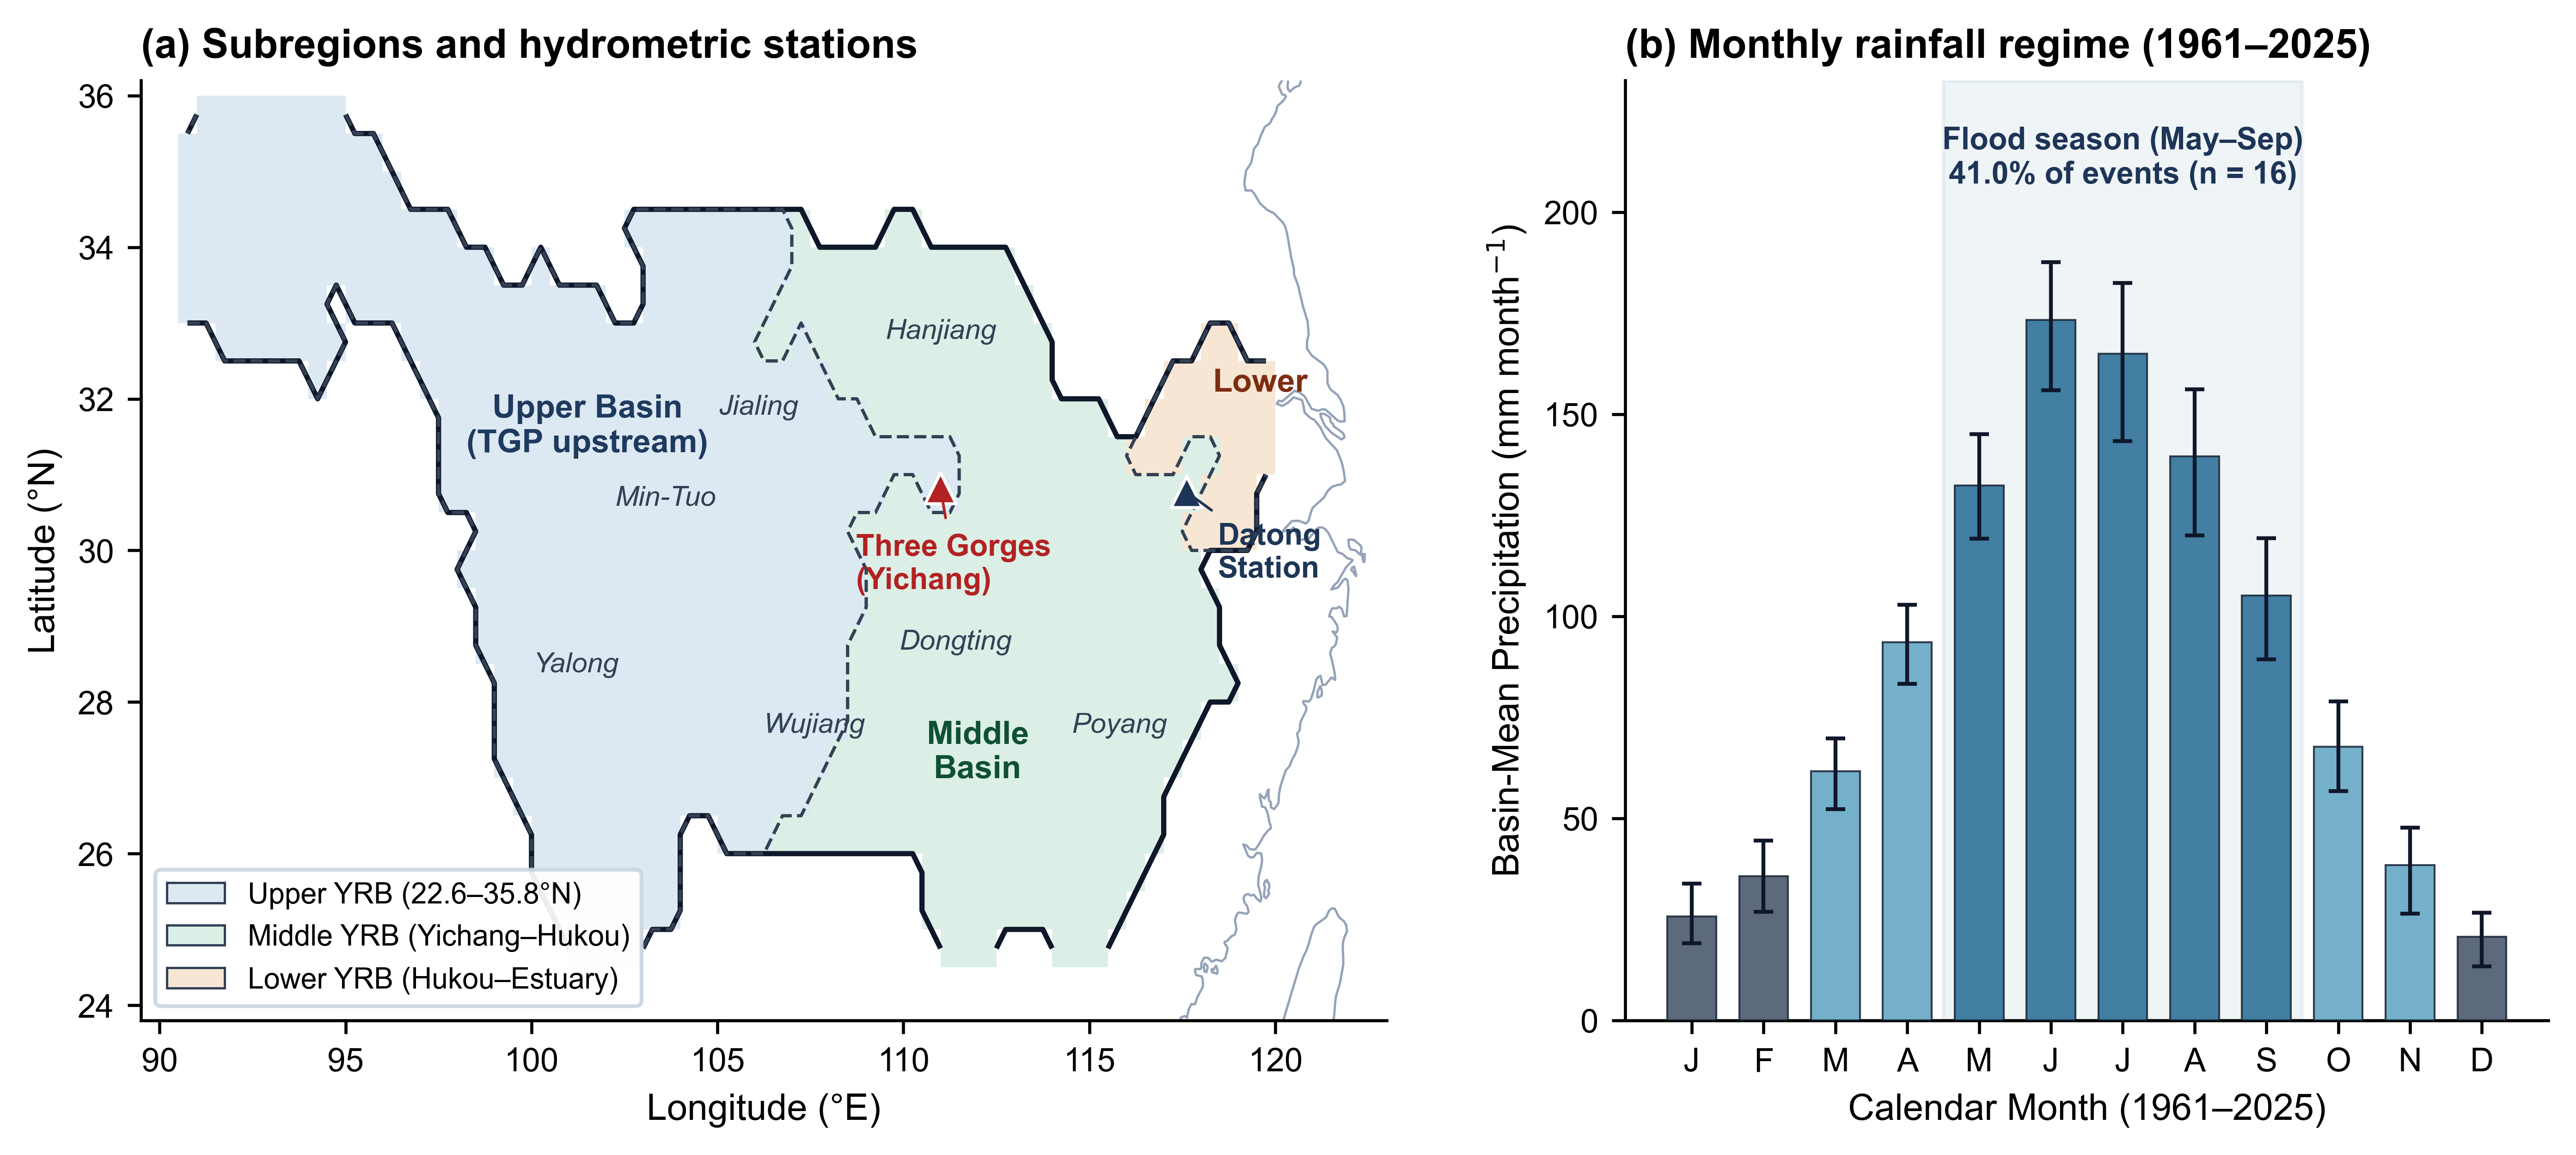 (a) Subregions and hydrometric stations
36
34
32
30
28
26
24
Latitude (°N)
Hanjiang
Lower
Upper Basin
(TGP upstream)
Jialing
Min-Tuo
Three Gorges
(Yichang)
Datong
Station
Dongting
Yalong
Wujiang
Middle
Basin
Poyang
Upper YRB (22.6–35.8°N)
Middle YRB (Yichang–Hukou)
Lower YRB (Hukou–Estuary)
90 95 100 105 110 115 120
Longitude (°E)
(b) Monthly rainfall regime (1961–2025)
Flood season (May–Sep)
41.0% of events (n = 16)
200
150
100
50
0
Basin-Mean Precipitation (mm month⁻¹)
J F M A M J J A S O N D
Calendar Month (1961–2025)